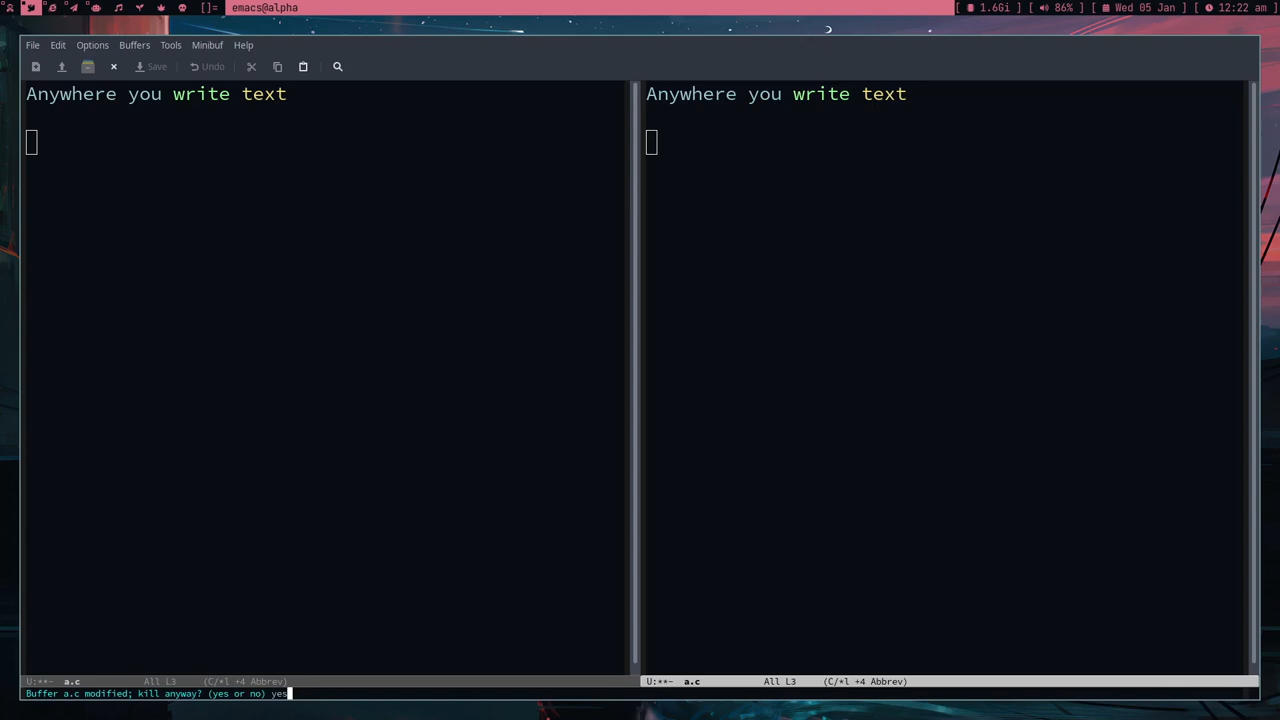 []= emacs@alpha [ 1.6Gi ] [ 86% ] [ Wed 05 Jan ] [ 12:22 am ]
File Edit Options Buffers Tools Minibuf Help
Save Undo
Anywhere you write text
Anywhere you write text
U:**- a.c All L3 (C/*l +4 Abbrev)
U:**- a.c All L3 (C/*l +4 Abbrev)
Buffer a.c modified; kill anyway? (yes or no) yes